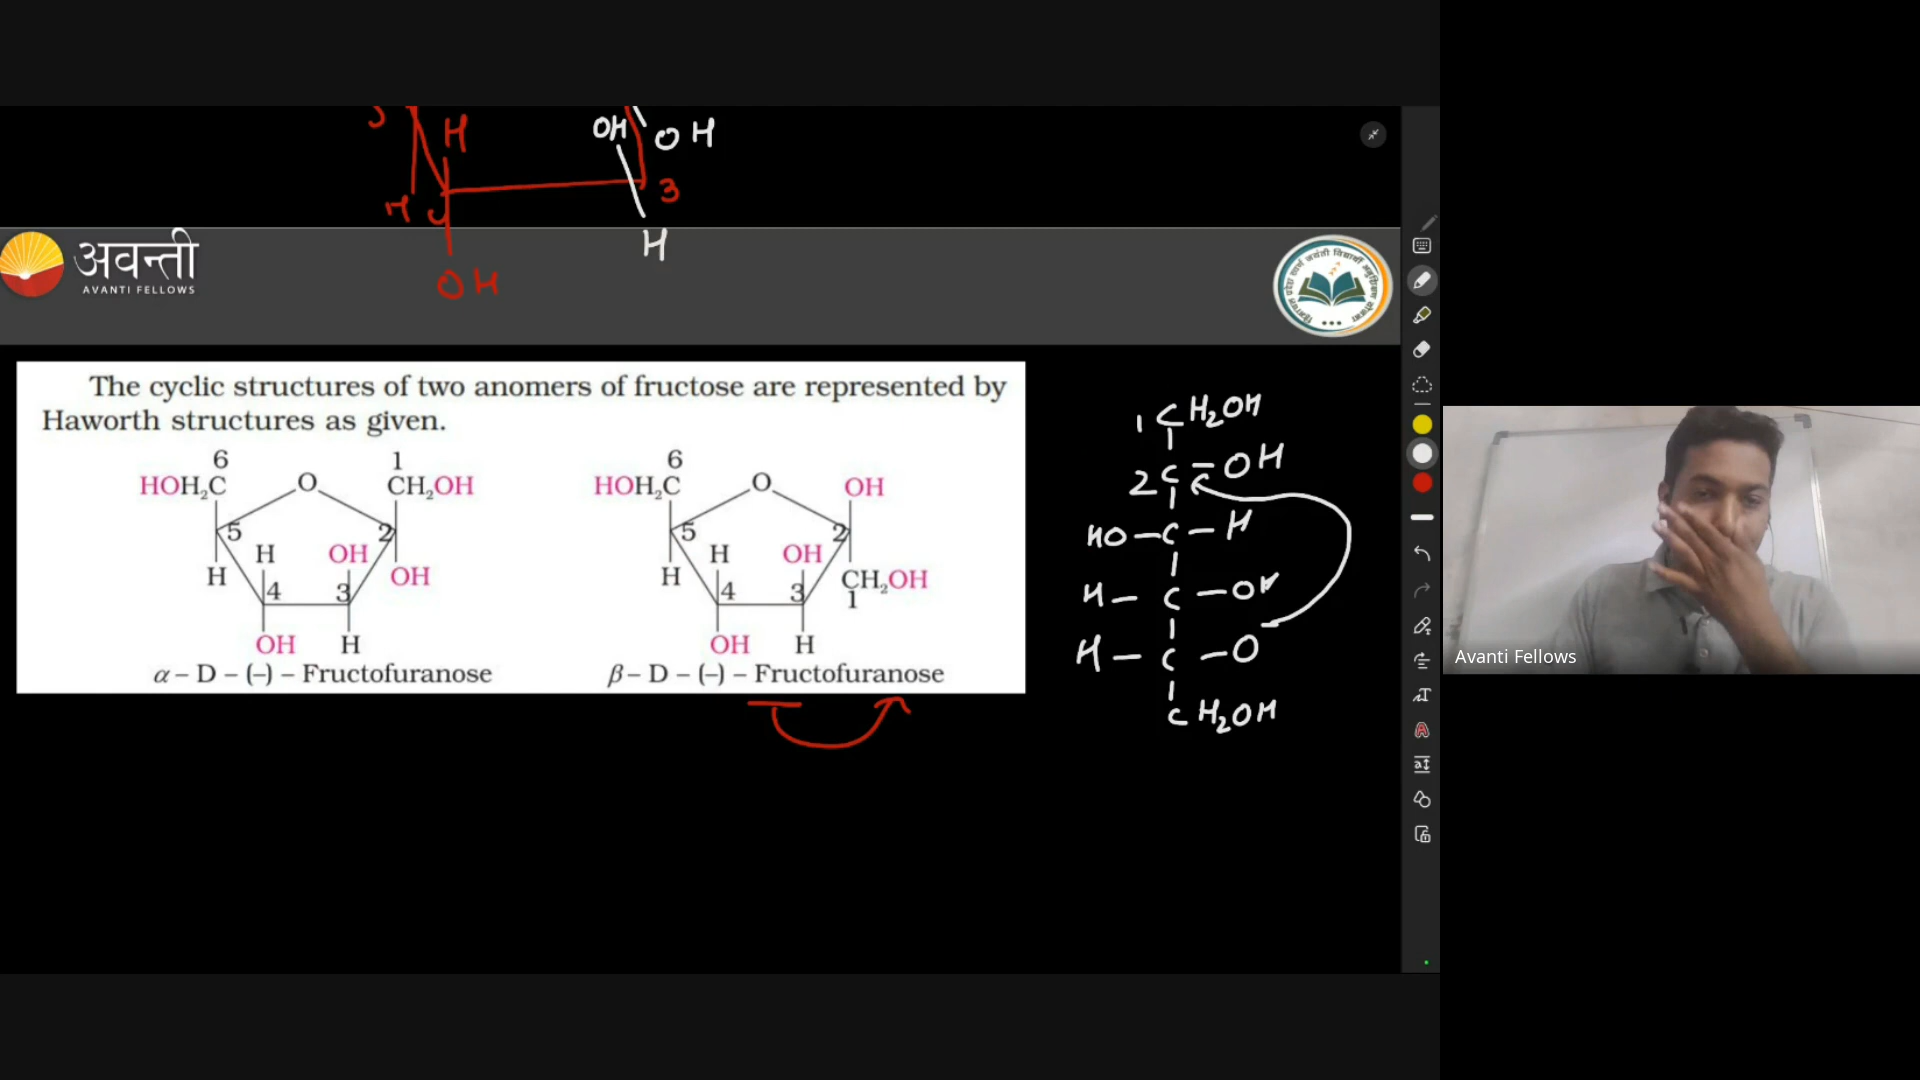 H
OH
OH
3
H
OH
अवन्ती
AVANTI FELLOWS
The cyclic structures of two anomers of fructose are represented by
Haworth structures as given.
6
HOH₂C
O
1
CH₂OH
5
2
H
H
OH
OH
4
3
OH
H
α – D – (–) – Fructofuranose
6
HOH₂C
O
OH
5
2
H
H
OH
CH₂OH
1
4
3
OH
H
β – D – (–) – Fructofuranose
1 CH₂OH
2 C = OH
HO – C – H
H – C – OH
H – C – O
CH₂OH
Avanti Fellows